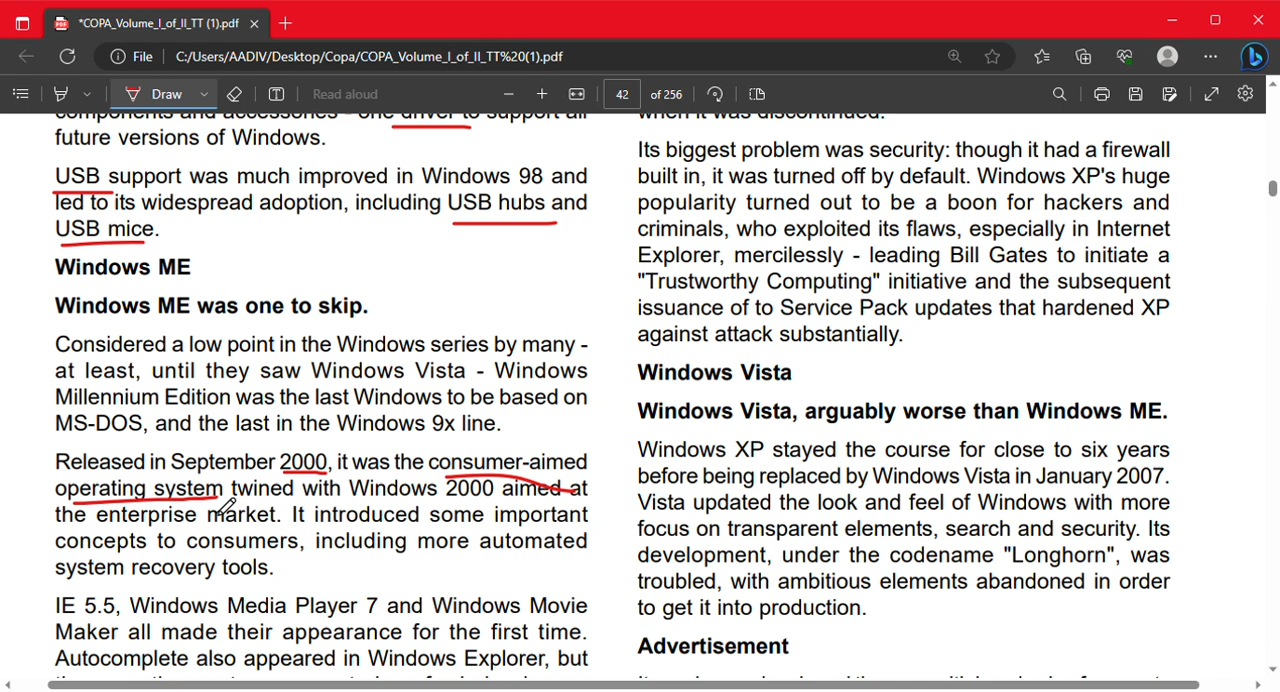 *COPA_Volume_I_of_II_TT (1).pdf
File
C:/Users/AADIV/Desktop/Copa/COPA_Volume_I_of_II_TT%20(1).pdf
Draw
Read aloud
42
of 256
components and accessories - one driver to support all
future versions of Windows.
USB support was much improved in Windows 98 and
led to its widespread adoption, including USB hubs and
USB mice.
Windows ME
Windows ME was one to skip.
Considered a low point in the Windows series by many -
at least, until they saw Windows Vista - Windows
Millennium Edition was the last Windows to be based on
MS-DOS, and the last in the Windows 9x line.
Released in September 2000, it was the consumer-aimed
operating system twined with Windows 2000 aimed at
the enterprise market. It introduced some important
concepts to consumers, including more automated
system recovery tools.
IE 5.5, Windows Media Player 7 and Windows Movie
Maker all made their appearance for the first time.
Autocomplete also appeared in Windows Explorer, but
when it was discontinued.
Its biggest problem was security: though it had a firewall
built in, it was turned off by default. Windows XP's huge
popularity turned out to be a boon for hackers and
criminals, who exploited its flaws, especially in Internet
Explorer, mercilessly - leading Bill Gates to initiate a
"Trustworthy Computing" initiative and the subsequent
issuance of to Service Pack updates that hardened XP
against attack substantially.
Windows Vista
Windows Vista, arguably worse than Windows ME.
Windows XP stayed the course for close to six years
before being replaced by Windows Vista in January 2007.
Vista updated the look and feel of Windows with more
focus on transparent elements, search and security. Its
development, under the codename "Longhorn", was
troubled, with ambitious elements abandoned in order
to get it into production.
Advertisement